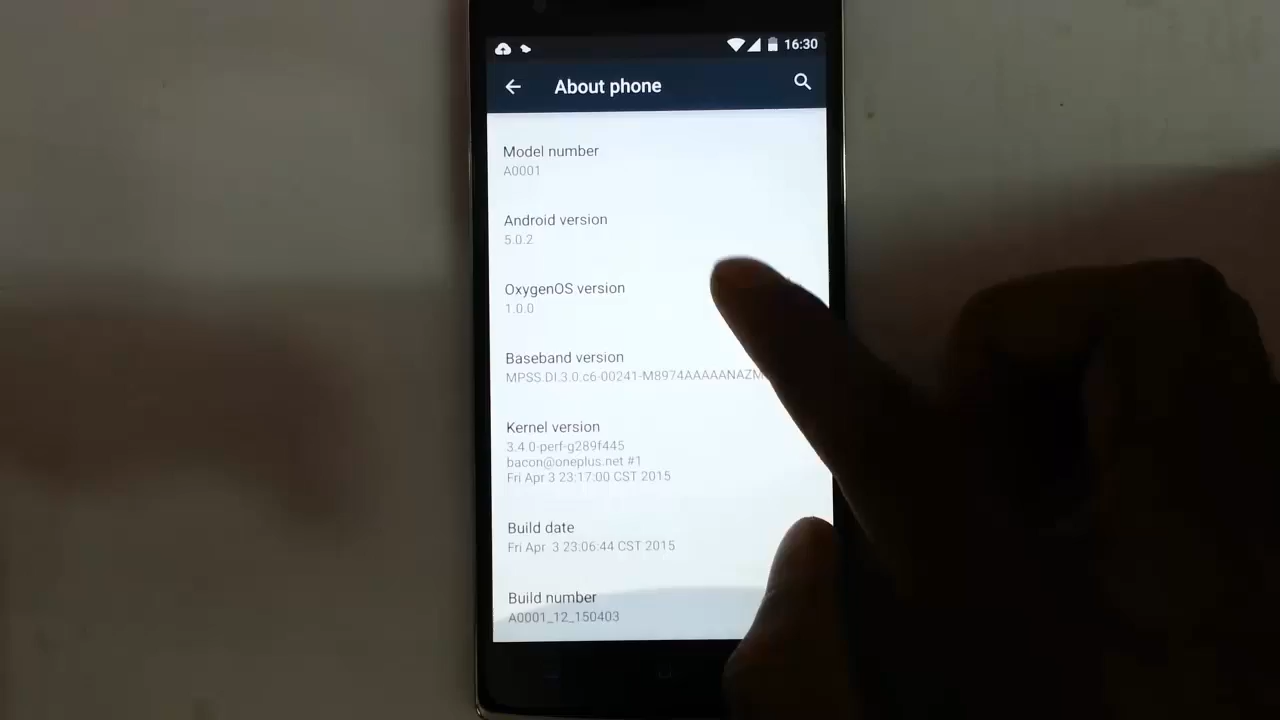 16:30
About phone
Model number
A0001
Android version
5.0.2
OxygenOS version
1.0.0
Baseband version
MPSS.DI.3.0.c6-00241-M8974AAAAANAZM
Kernel version
3.4.0-perf-g289f445
bacon@oneplus.net #1
Fri Apr 3 23:17:00 CST 2015
Build date
Fri Apr 3 23:06:44 CST 2015
Build number
A0001_12_150403